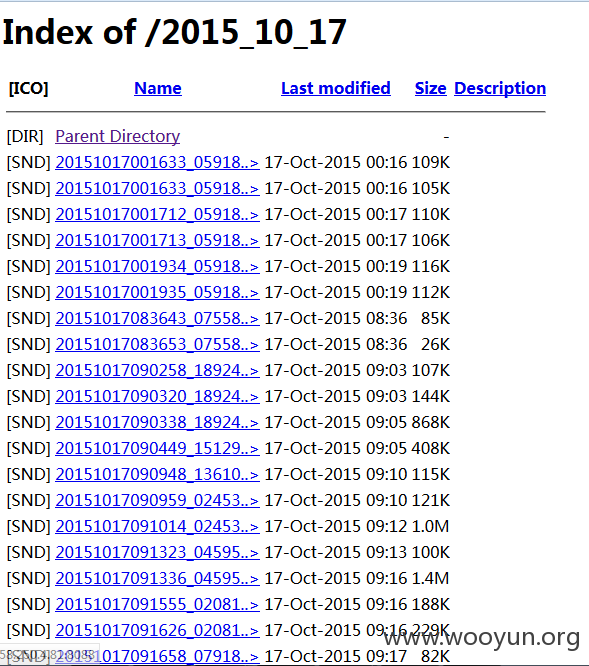 Index of /2015_10_17
[ICO] Name Last modified Size Description
[DIR] Parent Directory -
[SND] 20151017001633_05918..> 17-Oct-2015 00:16 109K
[SND] 20151017001633_05918..> 17-Oct-2015 00:16 105K
[SND] 20151017001712_05918..> 17-Oct-2015 00:17 110K
[SND] 20151017001713_05918..> 17-Oct-2015 00:17 106K
[SND] 20151017001934_05918..> 17-Oct-2015 00:19 116K
[SND] 20151017001935_05918..> 17-Oct-2015 00:19 112K
[SND] 20151017083643_07558..> 17-Oct-2015 08:36 85K
[SND] 20151017083653_07558..> 17-Oct-2015 08:36 26K
[SND] 20151017090258_18924..> 17-Oct-2015 09:03 107K
[SND] 20151017090320_18924..> 17-Oct-2015 09:03 144K
[SND] 20151017090338_18924..> 17-Oct-2015 09:05 868K
[SND] 20151017090449_15129..> 17-Oct-2015 09:05 408K
[SND] 20151017090948_13610..> 17-Oct-2015 09:10 115K
[SND] 20151017090959_02453..> 17-Oct-2015 09:10 121K
[SND] 20151017091014_02453..> 17-Oct-2015 09:12 1.0M
[SND] 20151017091323_04595..> 17-Oct-2015 09:13 100K
[SND] 20151017091336_04595..> 17-Oct-2015 09:16 1.4M
[SND] 20151017091555_02081..> 17-Oct-2015 09:16 188K
[SND] 20151017091626_02081..> 17-Oct-2015 09:16 229K
www.wooyun.org
20151017091658_07918..> 17-Oct-2015 09:17 82K